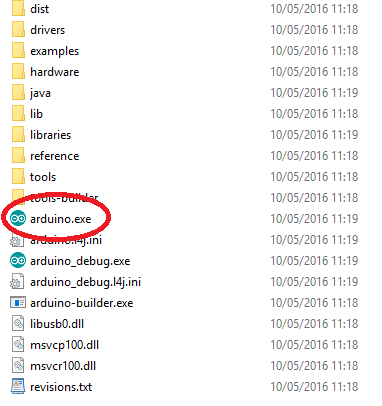 dist 10/05/2016 11:18
drivers 10/05/2016 11:18
examples 10/05/2016 11:18
hardware 10/05/2016 11:18
java 10/05/2016 11:19
lib 10/05/2016 11:19
libraries 10/05/2016 11:19
reference 10/05/2016 11:18
tools 10/05/2016 11:18
tools-builder 10/05/2016 11:18
arduino.exe 10/05/2016 11:19
arduino.l4j.ini 10/05/2016 11:18
arduino_debug.exe 10/05/2016 11:19
arduino_debug.l4j.ini 10/05/2016 11:18
arduino-builder.exe 10/05/2016 11:18
libusb0.dll 10/05/2016 11:18
msvcp100.dll 10/05/2016 11:18
msvcr100.dll 10/05/2016 11:18
revisions.txt 10/05/2016 11:18